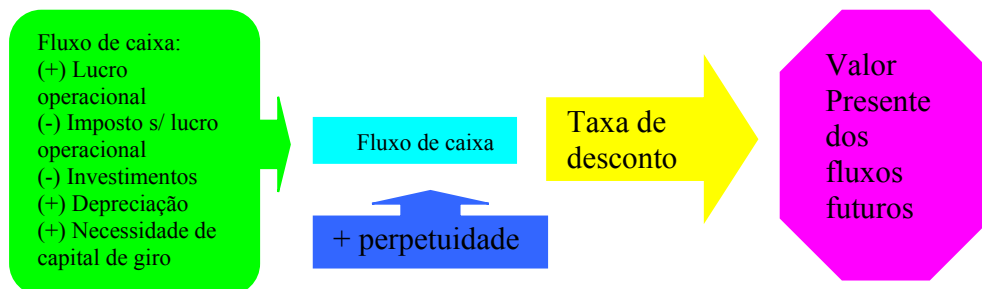 Fluxo de caixa:
(+) Lucro
operacional
(-) Imposto s/ lucro
operacional
(-) Investimentos
(+) Depreciação
(+) Necessidade de
capital de giro
Fluxo de caixa
+ perpetuidade
Taxa de
desconto
Valor
Presente
dos
fluxos
futuros